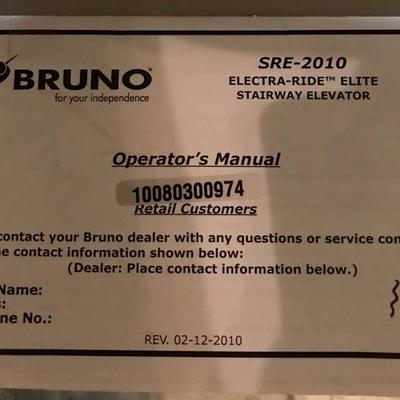 BRUNO®
for your independence
SRE-2010
ELECTRA-RIDE™ ELITE
STAIRWAY ELEVATOR
Operator's Manual
10080300974
Retail Customers
contact your Bruno dealer with any questions or service con
e contact information shown below:
(Dealer: Place contact information below.)
Name:
s:
ne No.:
REV. 02-12-2010